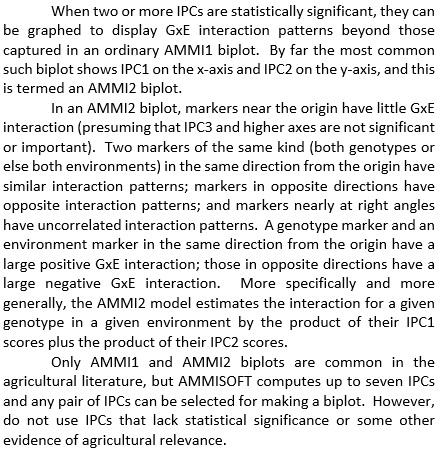 When two or more IPCs are statistically significant, they can
be graphed to display GxE interaction patterns beyond those
captured in an ordinary AMMI1 biplot. By far the most common
such biplot shows IPC1 on the x-axis and IPC2 on the y-axis, and this
is termed an AMMI2 biplot.
In an AMMI2 biplot, markers near the origin have little GxE
interaction (presuming that IPC3 and higher axes are not significant
or important). Two markers of the same kind (both genotypes or
else both environments) in the same direction from the origin have
similar interaction patterns; markers in opposite directions have
opposite interaction patterns; and markers nearly at right angles
have uncorrelated interaction patterns. A genotype marker and an
environment marker in the same direction from the origin have a
large positive GxE interaction; those in opposite directions have a
large negative GxE interaction. More specifically and more
generally, the AMMI2 model estimates the interaction for a given
genotype in a given environment by the product of their IPC1
scores plus the product of their IPC2 scores.
Only AMMI1 and AMMI2 biplots are common in the
agricultural literature, but AMMISOFT computes up to seven IPCs
and any pair of IPCs can be selected for making a biplot. However,
do not use IPCs that lack statistical significance or some other
evidence of agricultural relevance.